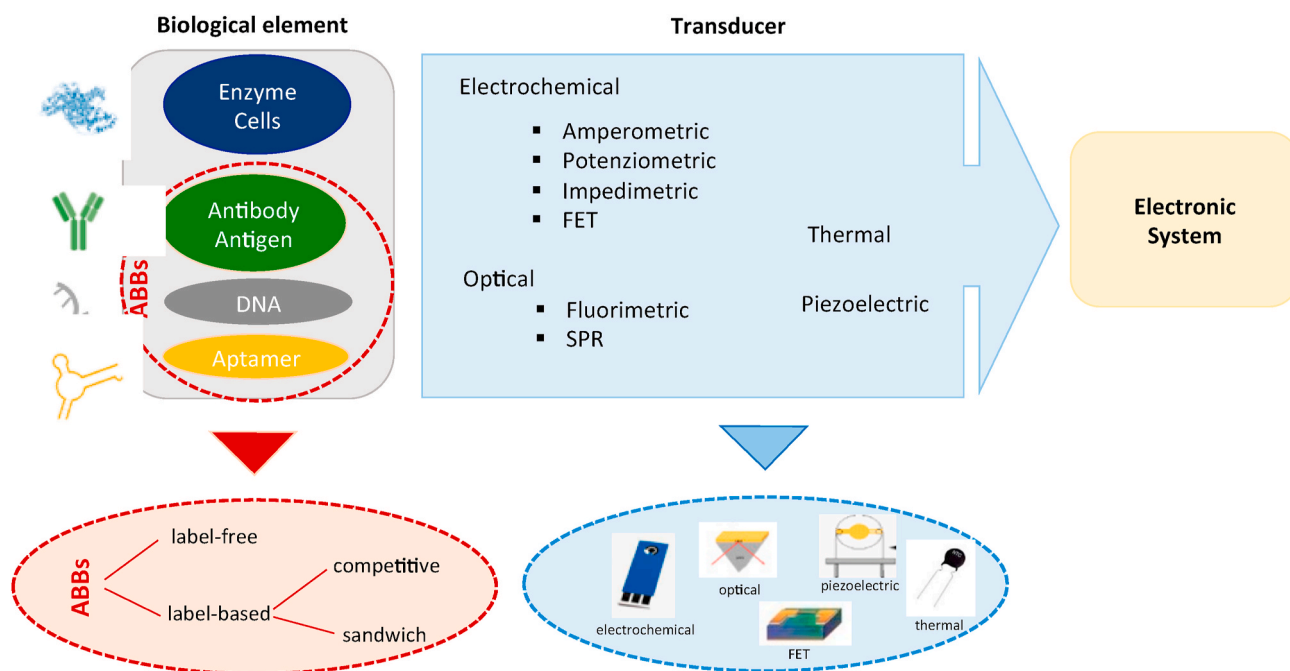 Biological element
Transducer
Enzyme
Cells
Antibody
Antigen
DNA
Aptamer
ABBs
Electrochemical
▪ Amperometric
▪ Potenziometric
▪ Impedimetric
▪ FET
Optical
▪ Fluorimetric
▪ SPR
Thermal
Piezoelectric
Electronic
System
ABBs
label-free
label-based
competitive
sandwich
electrochemical
optical
piezoelectric
FET
thermal